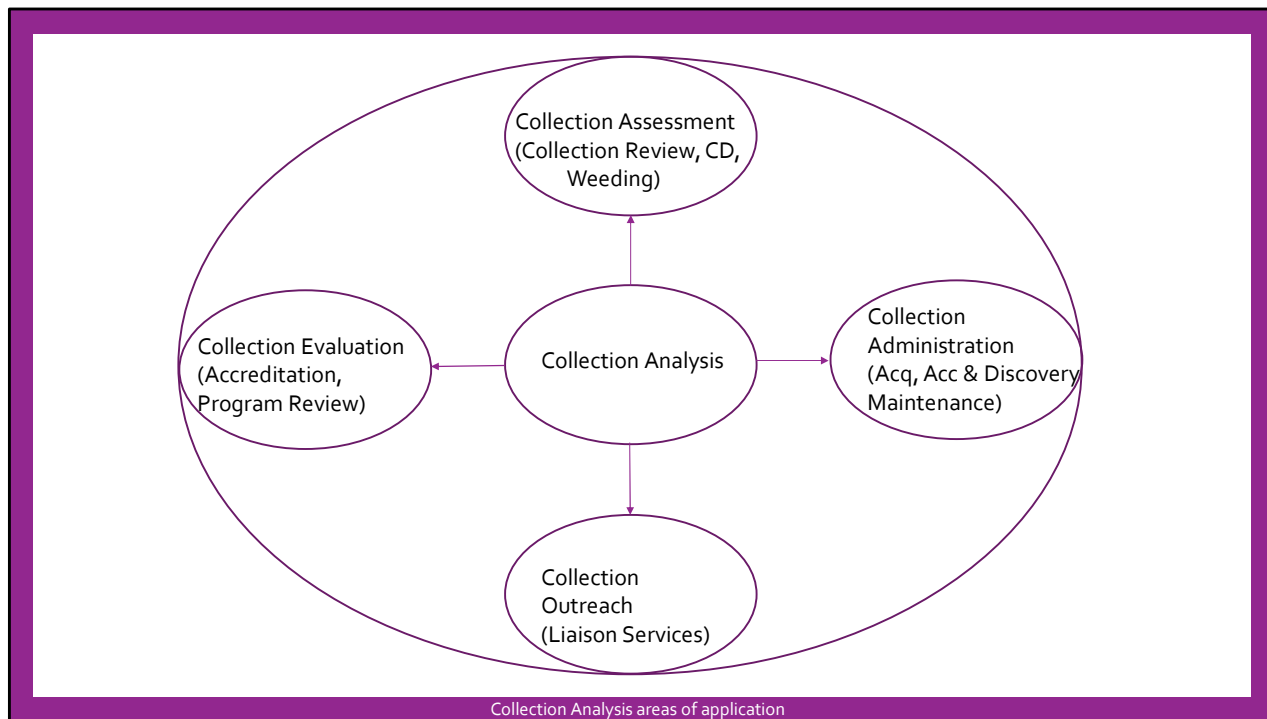 Collection Assessment
(Collection Review, CD,
Weeding)
Collection Evaluation
(Accreditation,
Program Review)
Collection Analysis
Collection
Administration
(Acq, Acc & Discovery
Maintenance)
Collection
Outreach
(Liaison Services)
Collection Analysis areas of application